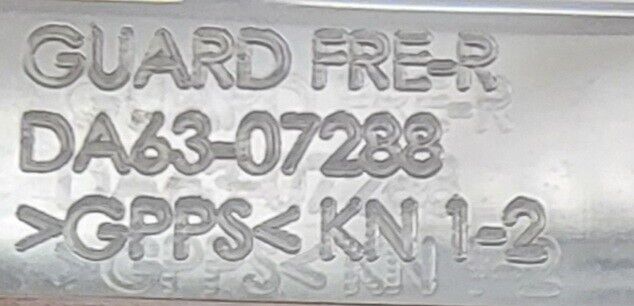 GUARD FRE-R
DA63-07288
>GPPS< KN 1-2